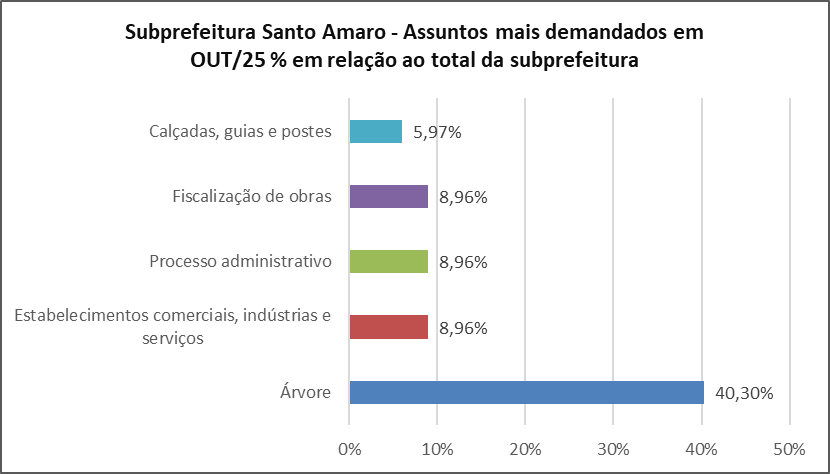 Subprefeitura Santo Amaro - Assuntos mais demandados em
OUT/25 % em relação ao total da subprefeitura
Calçadas, guias e postes
5,97%
Fiscalização de obras
8,96%
Processo administrativo
8,96%
Estabelecimentos comerciais, indústrias e
serviços
8,96%
Árvore
40,30%
0%
10%
20%
30%
40%
50%